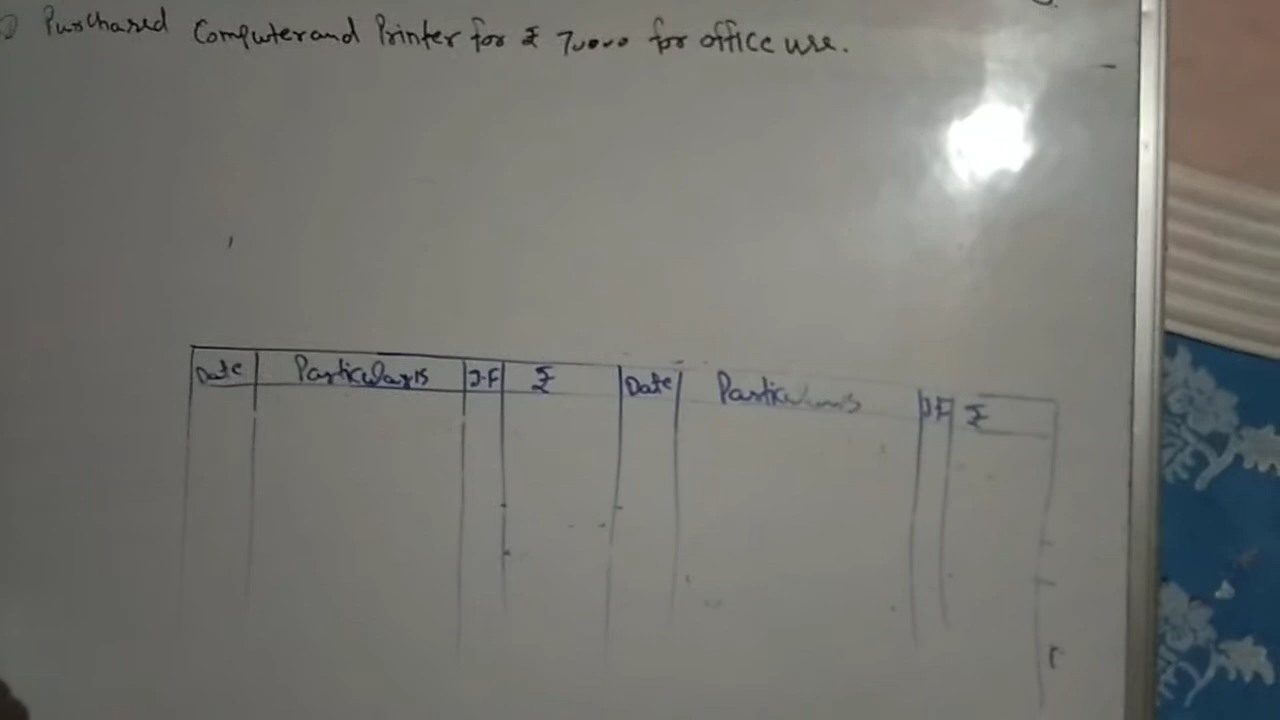 Purchased Computer and Printer for ₹ 70000 for office use.
Date Particulars J.F ₹ Date Particulars J.F ₹